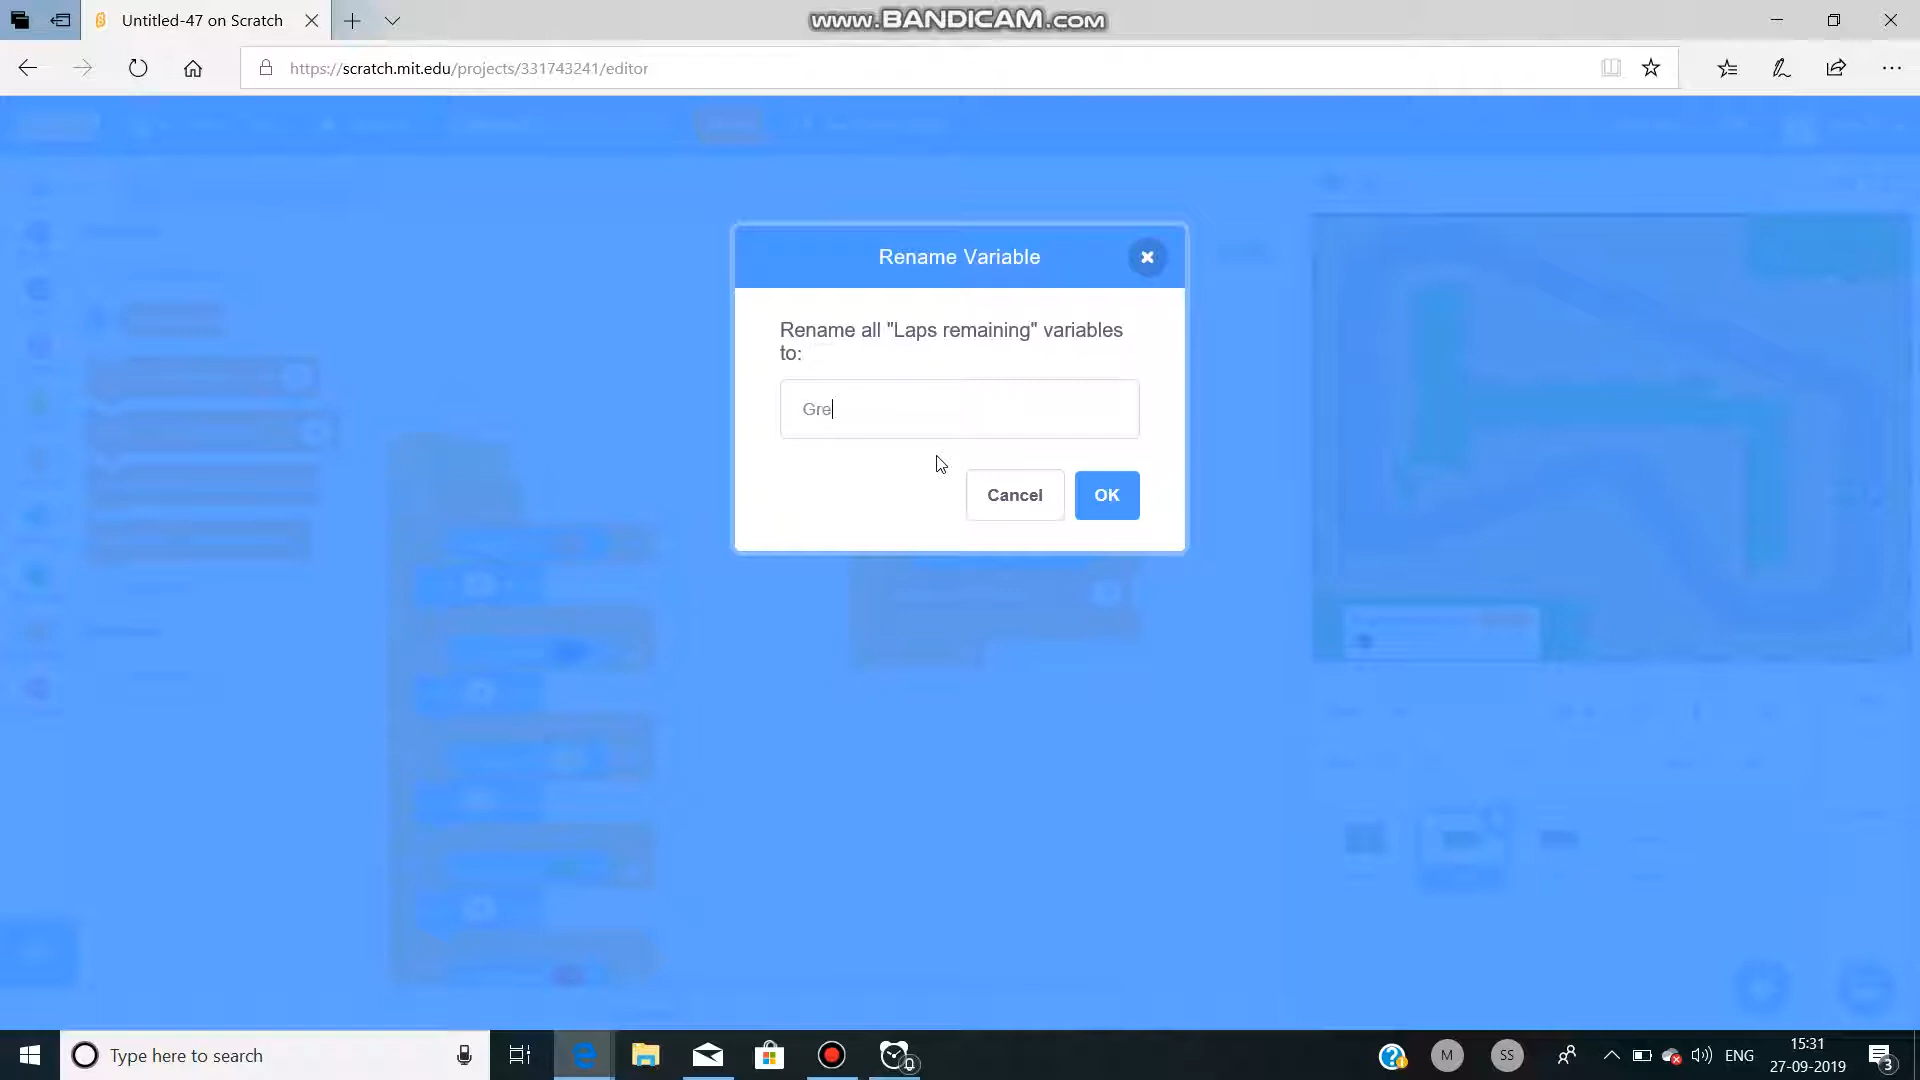 Untitled-47 on Scratch
www.BANDICAM.com
https://scratch.mit.edu/projects/331743241/editor
Rename Variable
Rename all "Laps remaining" variables
to:
Gre
Cancel
OK
Type here to search
M
SS
ENG
15:31
27-09-2019
3